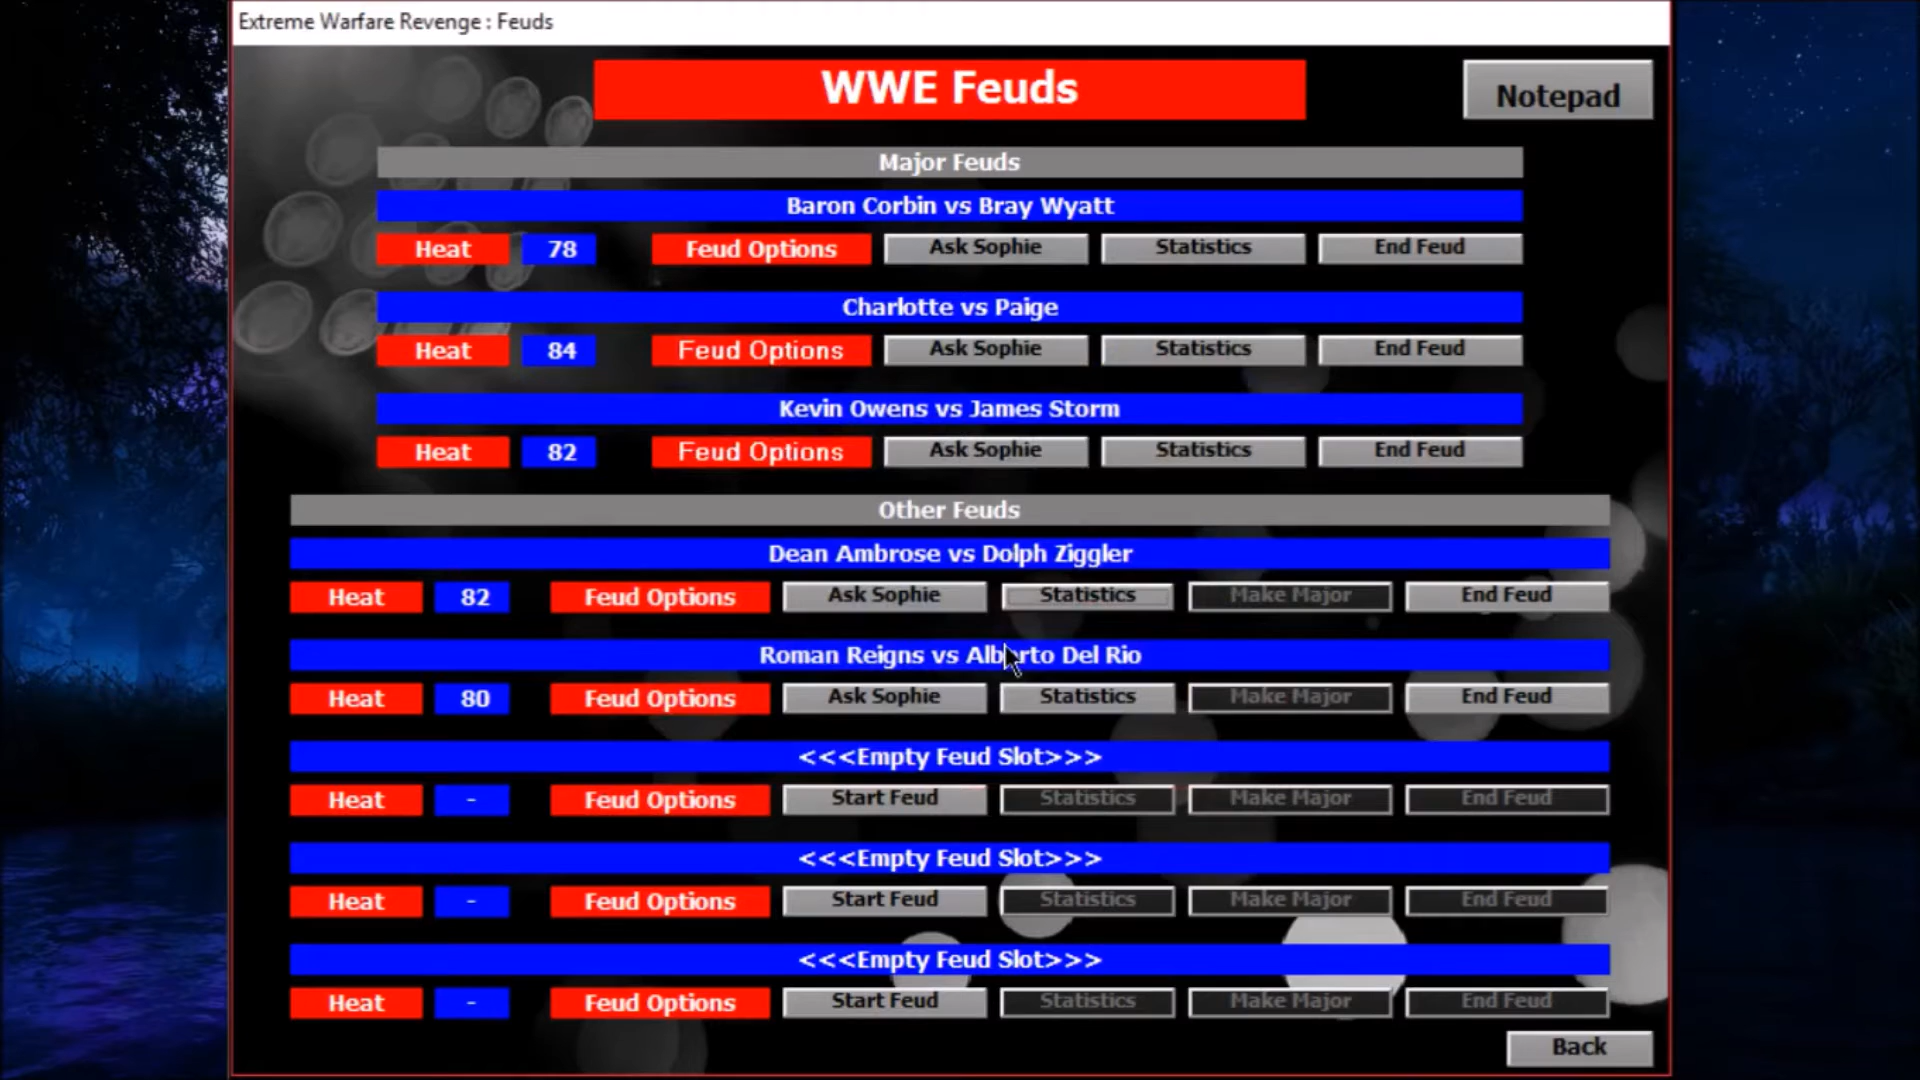 Extreme Warfare Revenge : Feuds
WWE Feuds
Notepad
Major Feuds
Baron Corbin vs Bray Wyatt
Heat 78 Feud Options Ask Sophie Statistics End Feud
Charlotte vs Paige
Heat 84 Feud Options Ask Sophie Statistics End Feud
Kevin Owens vs James Storm
Heat 82 Feud Options Ask Sophie Statistics End Feud
Other Feuds
Dean Ambrose vs Dolph Ziggler
Heat 82 Feud Options Ask Sophie Statistics Make Major End Feud
Roman Reigns vs Alberto Del Rio
Heat 80 Feud Options Ask Sophie Statistics Make Major End Feud
<<<Empty Feud Slot>>>
Heat - Feud Options Start Feud Statistics Make Major End Feud
<<<Empty Feud Slot>>>
Heat - Feud Options Start Feud Statistics Make Major End Feud
<<<Empty Feud Slot>>>
Heat - Feud Options Start Feud Statistics Make Major End Feud
Back